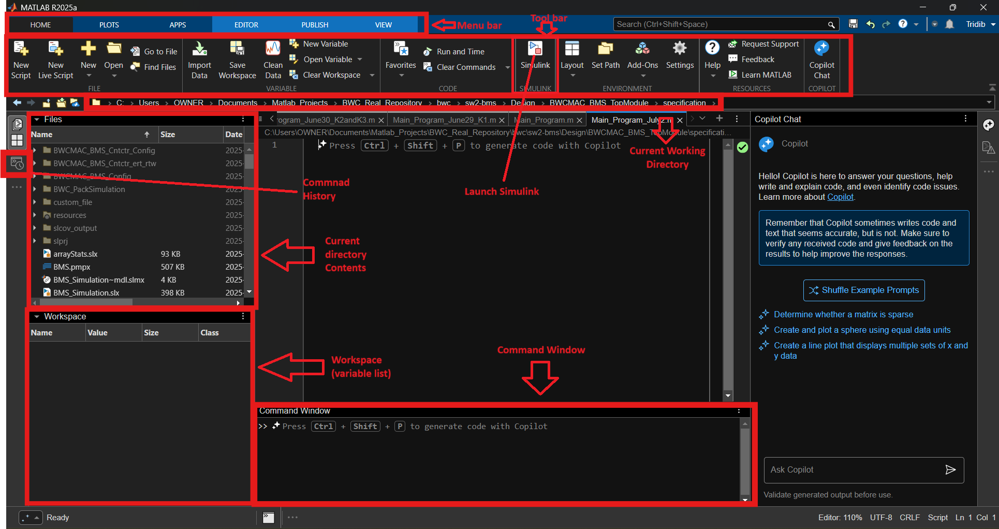 MATLAB R2025a
HOME PLOTS APPS EDITOR PUBLISH VIEW
Menu bar
Tool bar
Search (Ctrl+Shift+Space)
Tridib
New Script
New Live Script
New
Open
Go to File
Find Files
FILE
Import Data
Save Workspace
Clean Data
New Variable
Open Variable
Clear Workspace
VARIABLE
Favorites
Run and Time
Clear Commands
CODE
Simulink
SIMULINK
Layout
Set Path
Add-Ons
Settings
ENVIRONMENT
Help
Request Support
Feedback
Learn MATLAB
RESOURCES
Copilot Chat
COPILOT
C: › Users › OWNER › Documents › Matlab_Projects › BWC_Real_Repository › bwc › sw2-bms › Design › BWCMAC_BMS_TopModule › specification ›
Files
Name Size Date
BWCMAC_BMS_Cntctr_Config 2025-
BWCMAC_BMS_Cntctr_ert_rtw 2025-
BWCMAC_BMS_Config 2025-
BWC_PackSimulation 2025-
custom_file 2025-
resources 2025-
slcov_output 2025-
slprj 2025-
arrayStats.slx 93 KB 2025-
BMS.pmpx 507 KB 2025-
BMS_Simulation~mdl.slmx 4 KB 2025-
BMS_Simulation.slx 398 KB 2025-
Workspace
Name Value Size Class
rogram_June30_K2andK3.m Main_Program_June29_K1.m Main_Program.m Main_Program_July2.m
C:\Users\OWNER\Documents\Matlab_Projects\BWC_Real_Repository\bwc\sw2-bms\Design\BWCMAC_BMS_TopModule\specificati...
1 Press Ctrl + Shift + P to generate code with Copilot
Current Working
Directory
Commnad
History
Launch Simulink
Current
directory
Contents
Workspace
(variable list)
Command Window
Command Window
>> Press Ctrl + Shift + P to generate code with Copilot
Copilot Chat
Copilot
Hello! Copilot is here to answer your questions, help
write and explain code, and even identify code issues.
Learn more about Copilot.
Remember that Copilot sometimes writes code and
text that seems accurate, but is not. Make sure to
verify any received code and give feedback on the
results to help improve the responses.
Shuffle Example Prompts
Determine whether a matrix is sparse
Create and plot a sphere using equal data units
Create a line plot that displays multiple sets of x and
y data
Ask Copilot
Validate generated output before use.
Ready
Editor: 110% UTF-8 CRLF Script Ln 1 Col 1